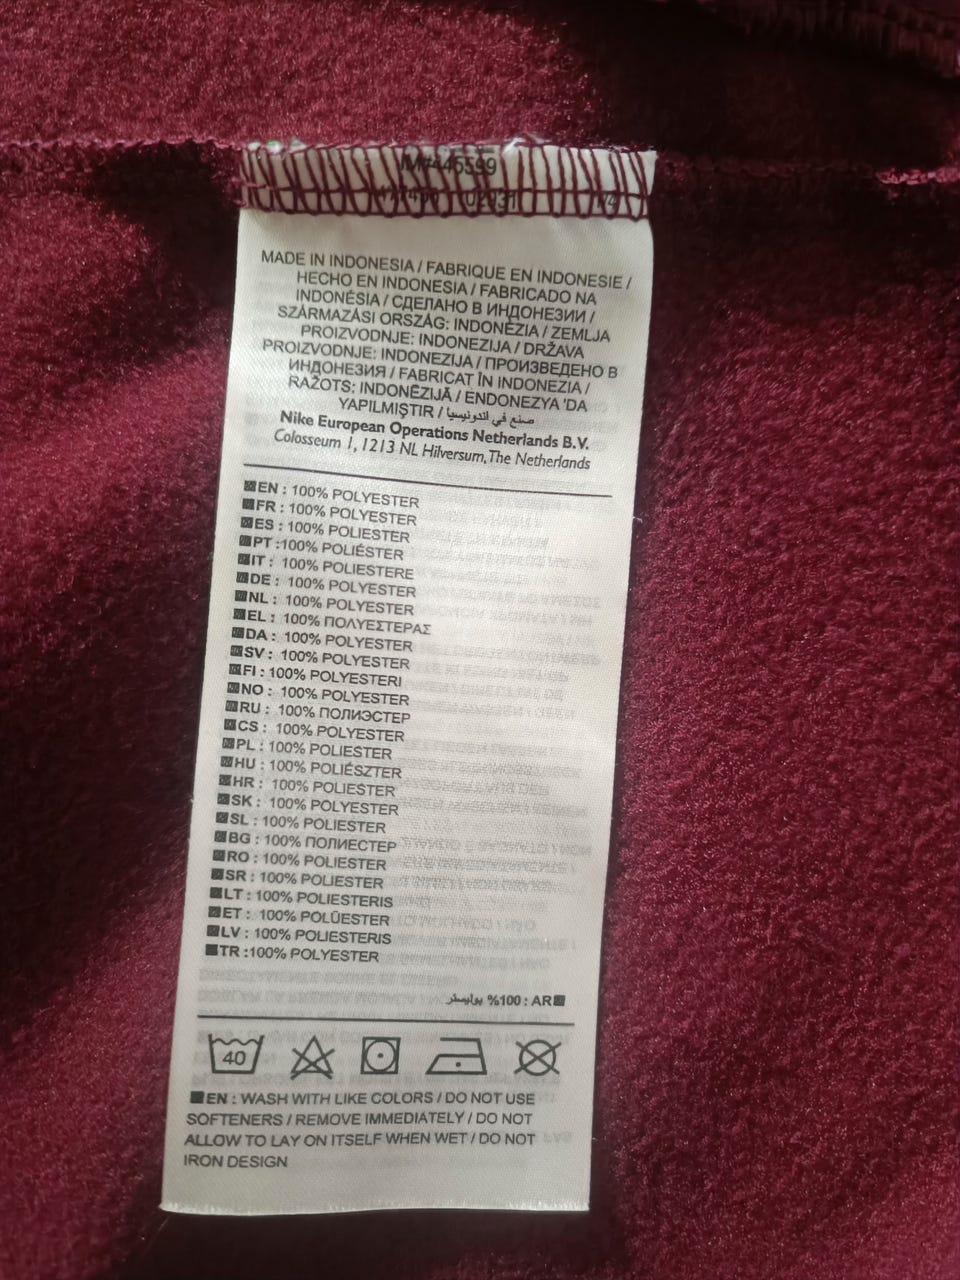 IM#446599
02931 1/4
MADE IN INDONESIA / FABRIQUE EN INDONESIE /
HECHO EN INDONESIA / FABRICADO NA
INDONÉSIA / СДЕЛАНО В ИНДОНЕЗИИ /
SZÁRMAZÁSI ORSZÁG: INDONÉZIA / ZEMLJA
PROIZVODNJE: INDONEZIJA / DRŽAVA
PROIZVODNJE: INDONEZIJA / ПРОИЗВЕДЕНО В
ИНДОНЕЗИЯ / FABRICAT ÎN INDONEZIA /
RAŽOTS: INDONĒZIJĀ / ENDONEZYA 'DA
YAPILMIŞTIR / صنع في اندونيسيا
Nike European Operations Netherlands B.V.
Colosseum 1, 1213 NL Hilversum, The Netherlands
EN : 100% POLYESTER
FR : 100% POLYESTER
ES : 100% POLIESTER
PT :100% POLIÉSTER
IT : 100% POLIESTERE
DE : 100% POLYESTER
NL : 100% POLYESTER
EL : 100% ΠΟΛΥΕΣΤΕΡΑΣ
DA : 100% POLYESTER
SV : 100% POLYESTER
FI : 100% POLYESTERI
NO : 100% POLYESTER
RU : 100% ПОЛИЭСТЕР
CS : 100% POLYESTER
PL : 100% POLIESTER
HU : 100% POLIÉSZTER
HR : 100% POLIESTER
SK : 100% POLYESTER
SL : 100% POLIESTER
BG : 100% ПОЛИЕСТЕР
RO : 100% POLIESTER
SR : 100% POLIESTER
LT : 100% POLIESTERIS
ET : 100% POLÜESTER
LV : 100% POLIESTERIS
TR :100% POLYESTER
AR : 100% بوليستر
40
EN : WASH WITH LIKE COLORS / DO NOT USE
SOFTENERS / REMOVE IMMEDIATELY / DO NOT
ALLOW TO LAY ON ITSELF WHEN WET / DO NOT
IRON DESIGN